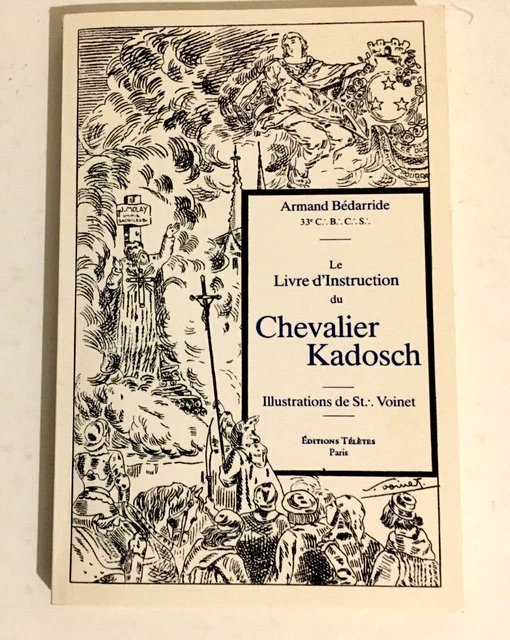 J. MOLAY
Armand Bédarride
33e C∴ B∴ C∴ S∴
Le
Livre d'Instruction
du
Chevalier
Kadosch
Illustrations de St∴ Voinet
ÉDITIONS TÉLÈTES
Paris
voinet